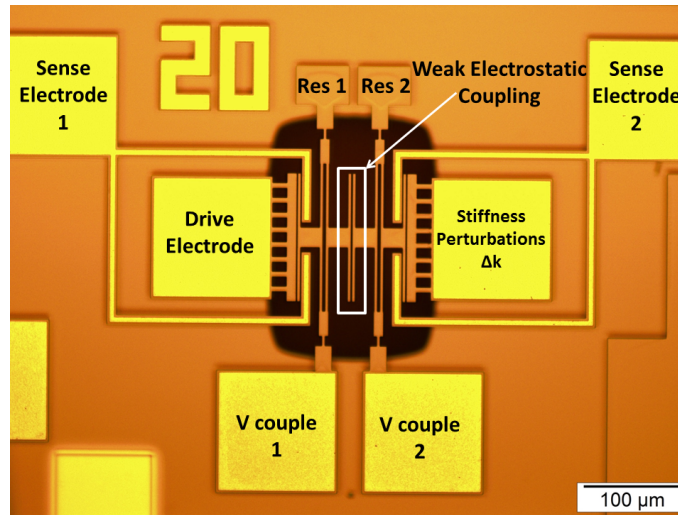 Sense
Electrode
1
20
Res 1
Res 2
Weak Electrostatic
Coupling
Sense
Electrode
2
Drive
Electrode
Stiffness
Perturbations
Δk
V couple
1
V couple
2
100 µm